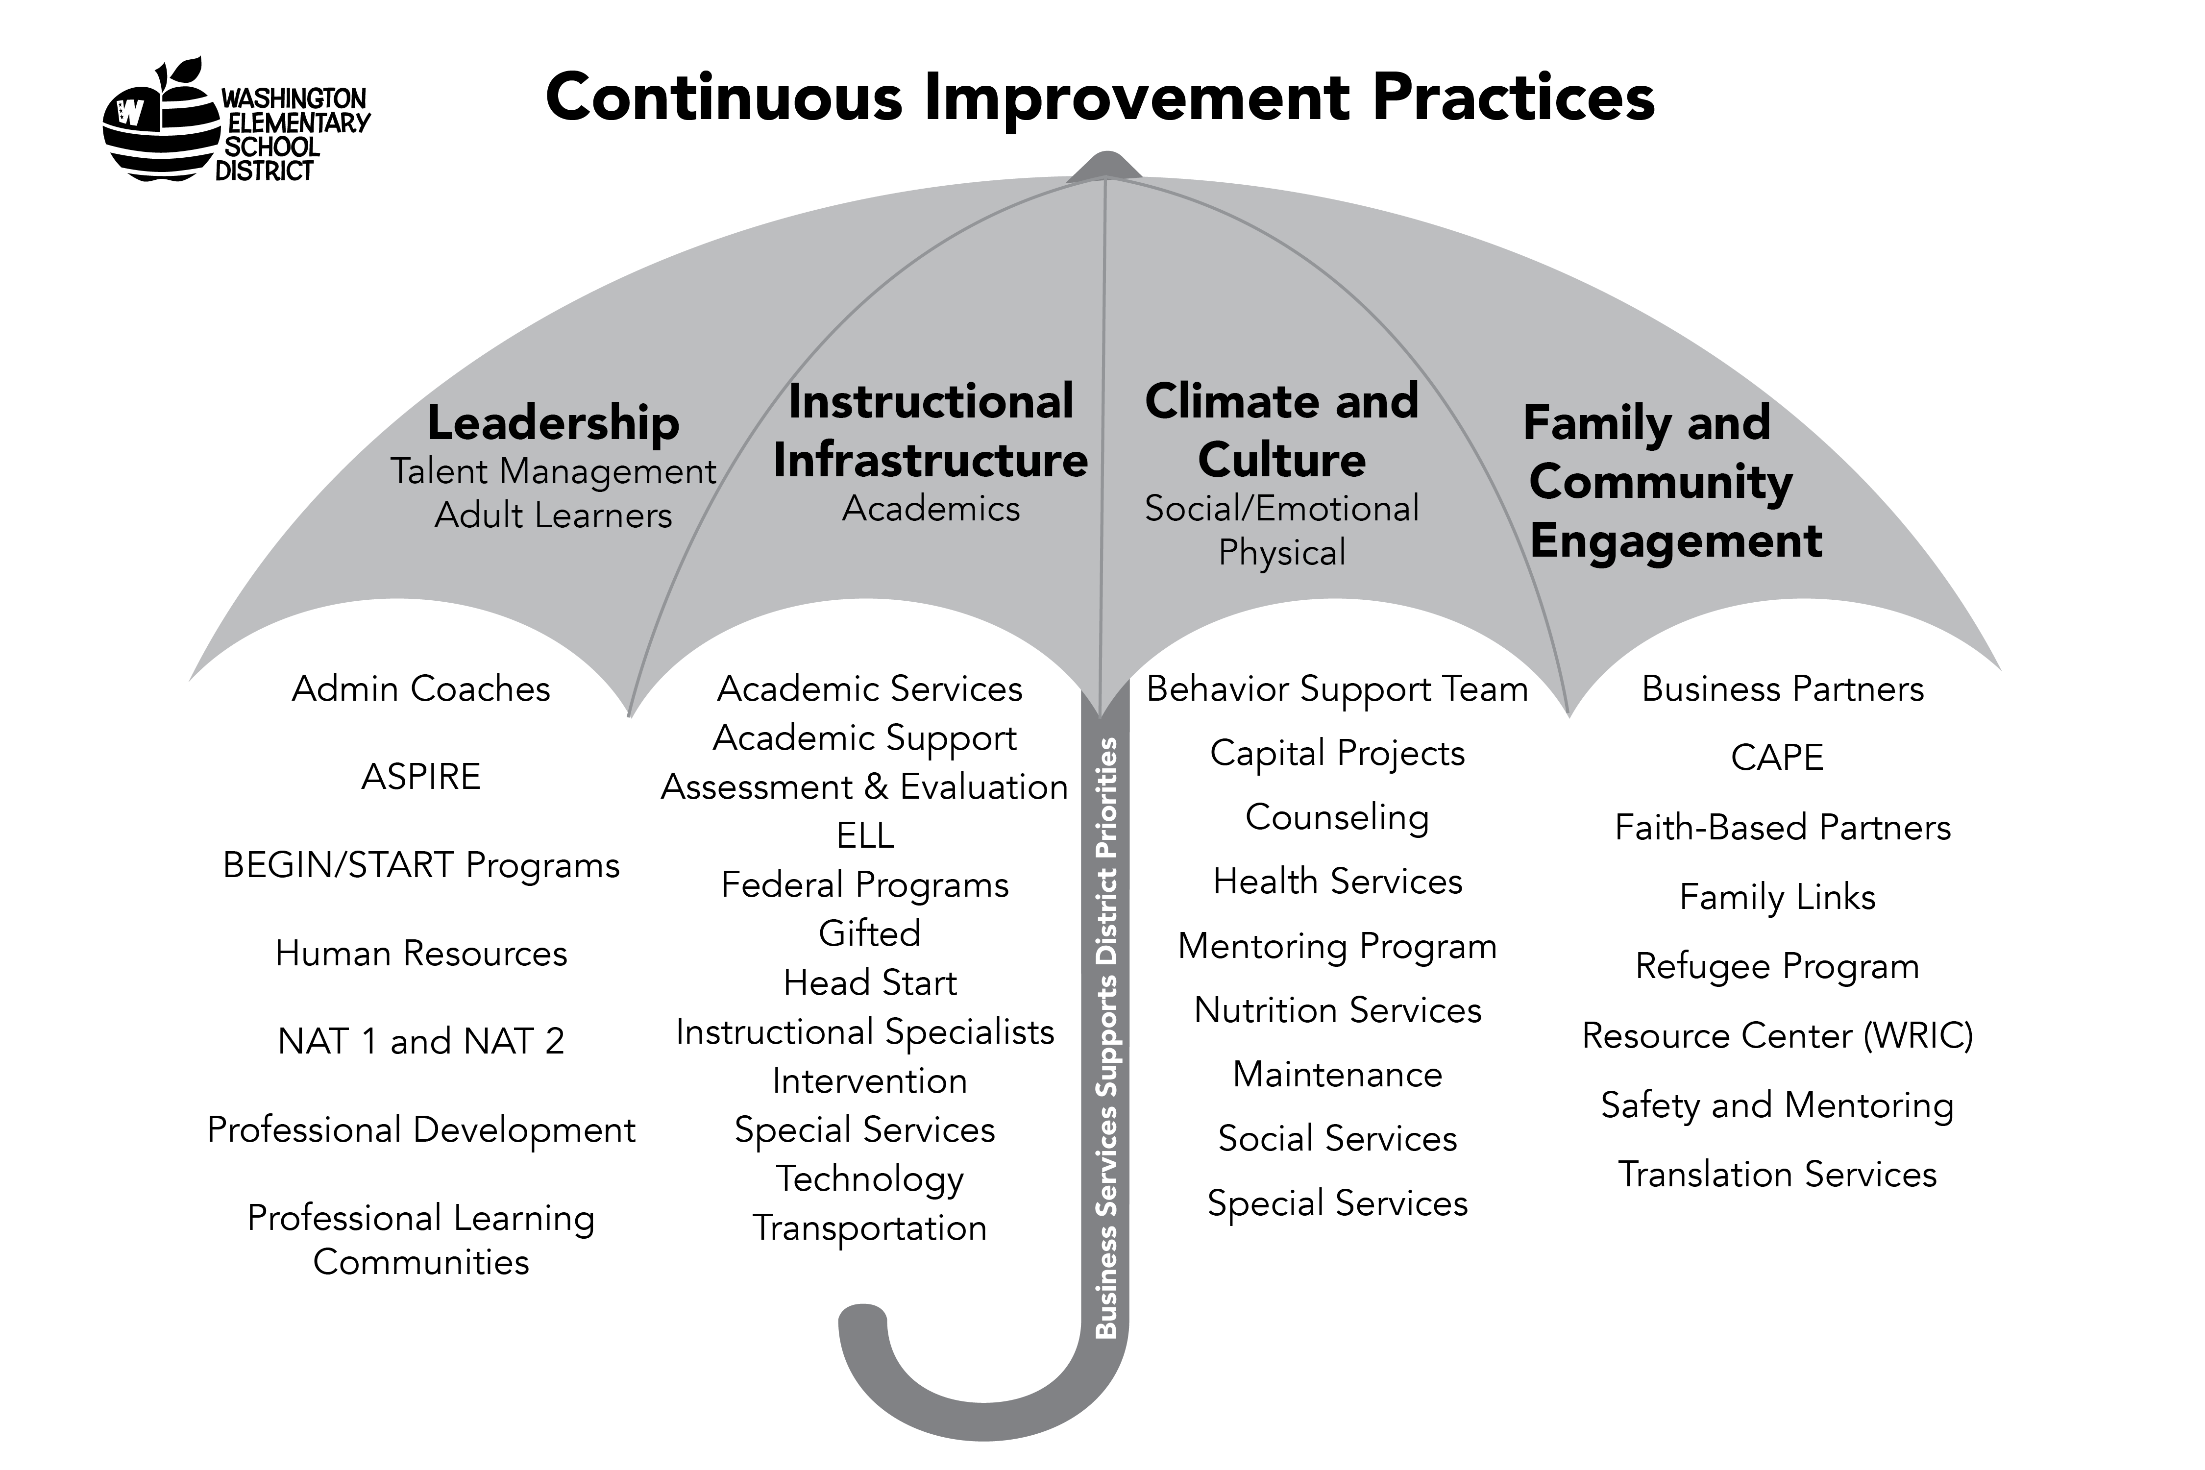 WASHINGTON
ELEMENTARY
SCHOOL
DISTRICT
Continuous Improvement Practices
Leadership
Talent Management
Adult Learners
Instructional
Infrastructure
Academics
Climate and
Culture
Social/Emotional
Physical
Family and
Community
Engagement
Admin Coaches
ASPIRE
BEGIN/START Programs
Human Resources
NAT 1 and NAT 2
Professional Development
Professional Learning
Communities
Academic Services
Academic Support
Assessment & Evaluation
ELL
Federal Programs
Gifted
Head Start
Instructional Specialists
Intervention
Special Services
Technology
Transportation
Business Services Supports District Priorities
Behavior Support Team
Capital Projects
Counseling
Health Services
Mentoring Program
Nutrition Services
Maintenance
Social Services
Special Services
Business Partners
CAPE
Faith-Based Partners
Family Links
Refugee Program
Resource Center (WRIC)
Safety and Mentoring
Translation Services
W